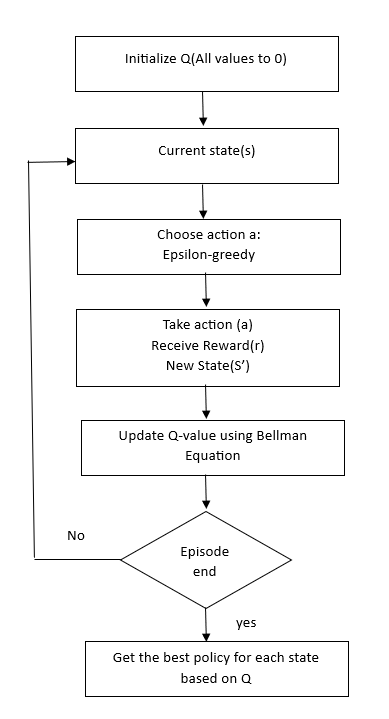 Initialize Q(All values to 0)
Current state(s)
Choose action a:
Epsilon-greedy
Take action (a)
Receive Reward(r)
New State(S’)
Update Q-value using Bellman
Equation
No
Episode
end
yes
Get the best policy for each state
based on Q